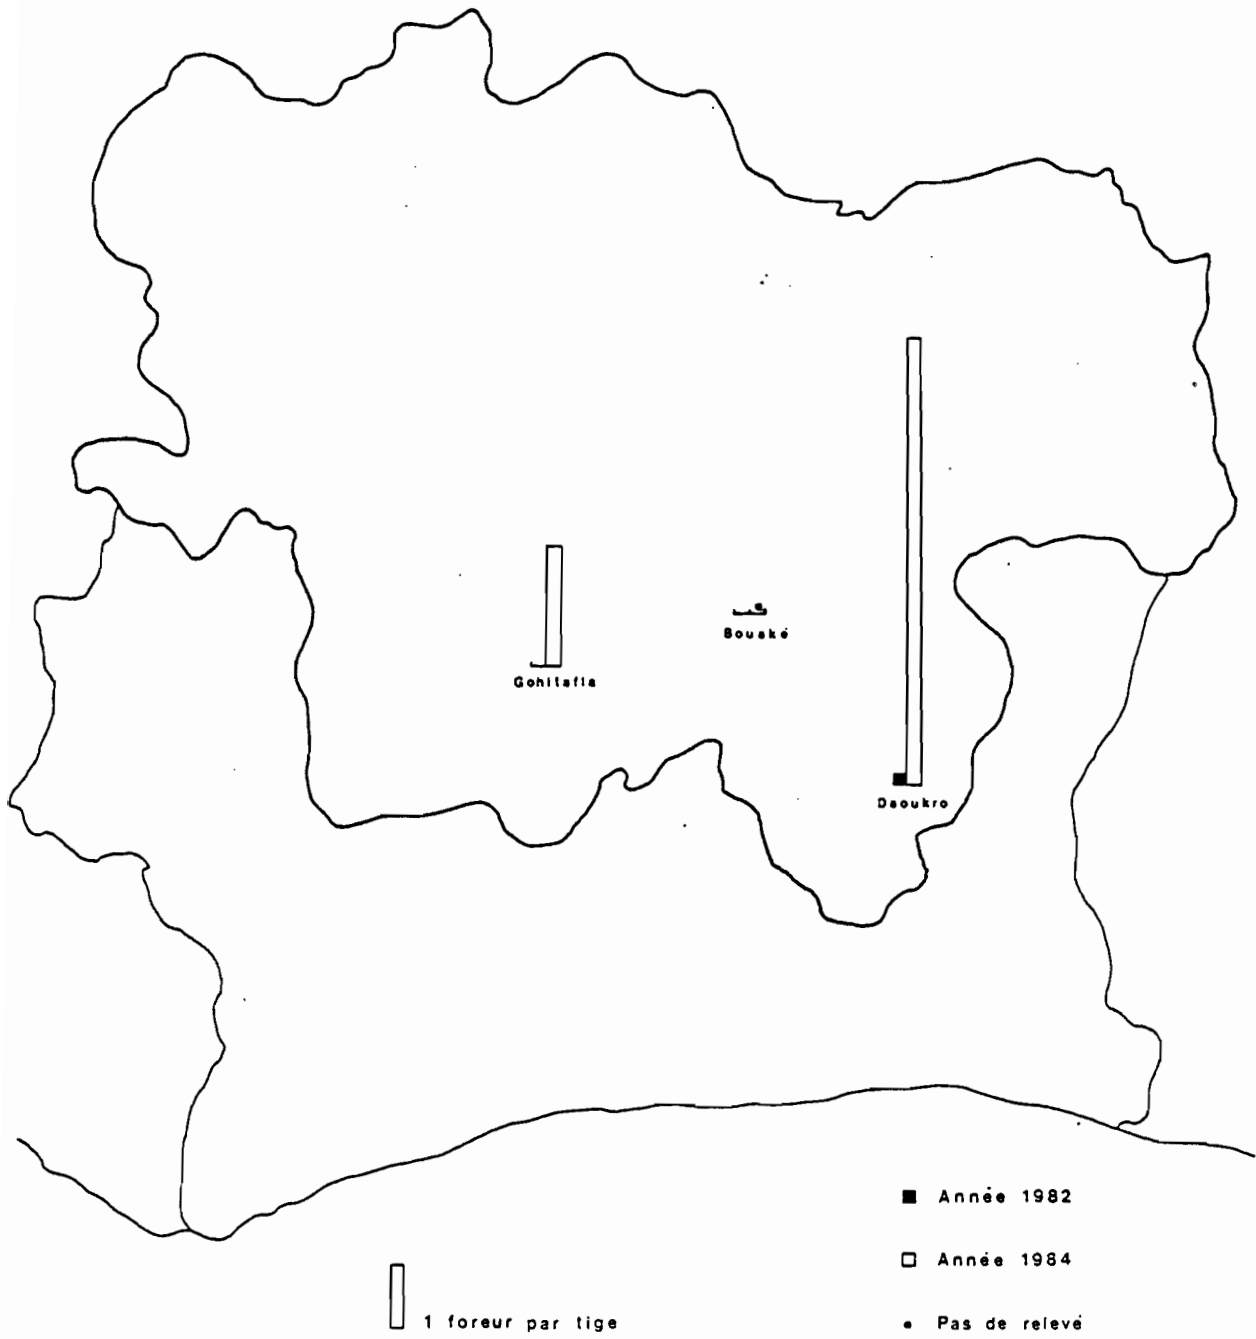 Bouaké
Gohitafla
Daoukro
Année 1982
Année 1984
1 foreur par tige
Pas de relevé